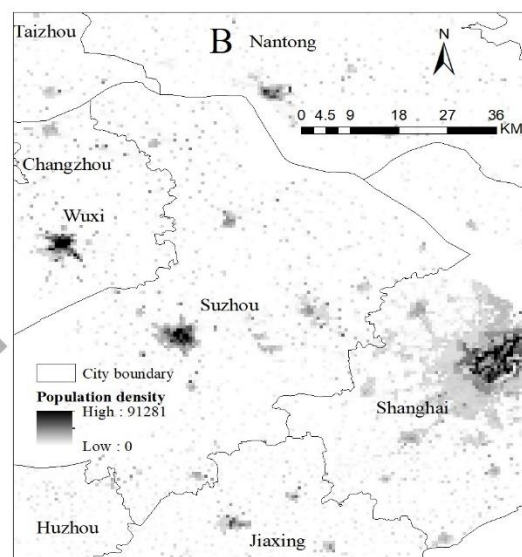 Taizhou
B
Nantong
N
0 4.5 9 18 27 36
KM
Changzhou
Wuxi
Suzhou
City boundary
Population density
High : 91281
Low : 0
Shanghai
Huzhou
Jiaxing